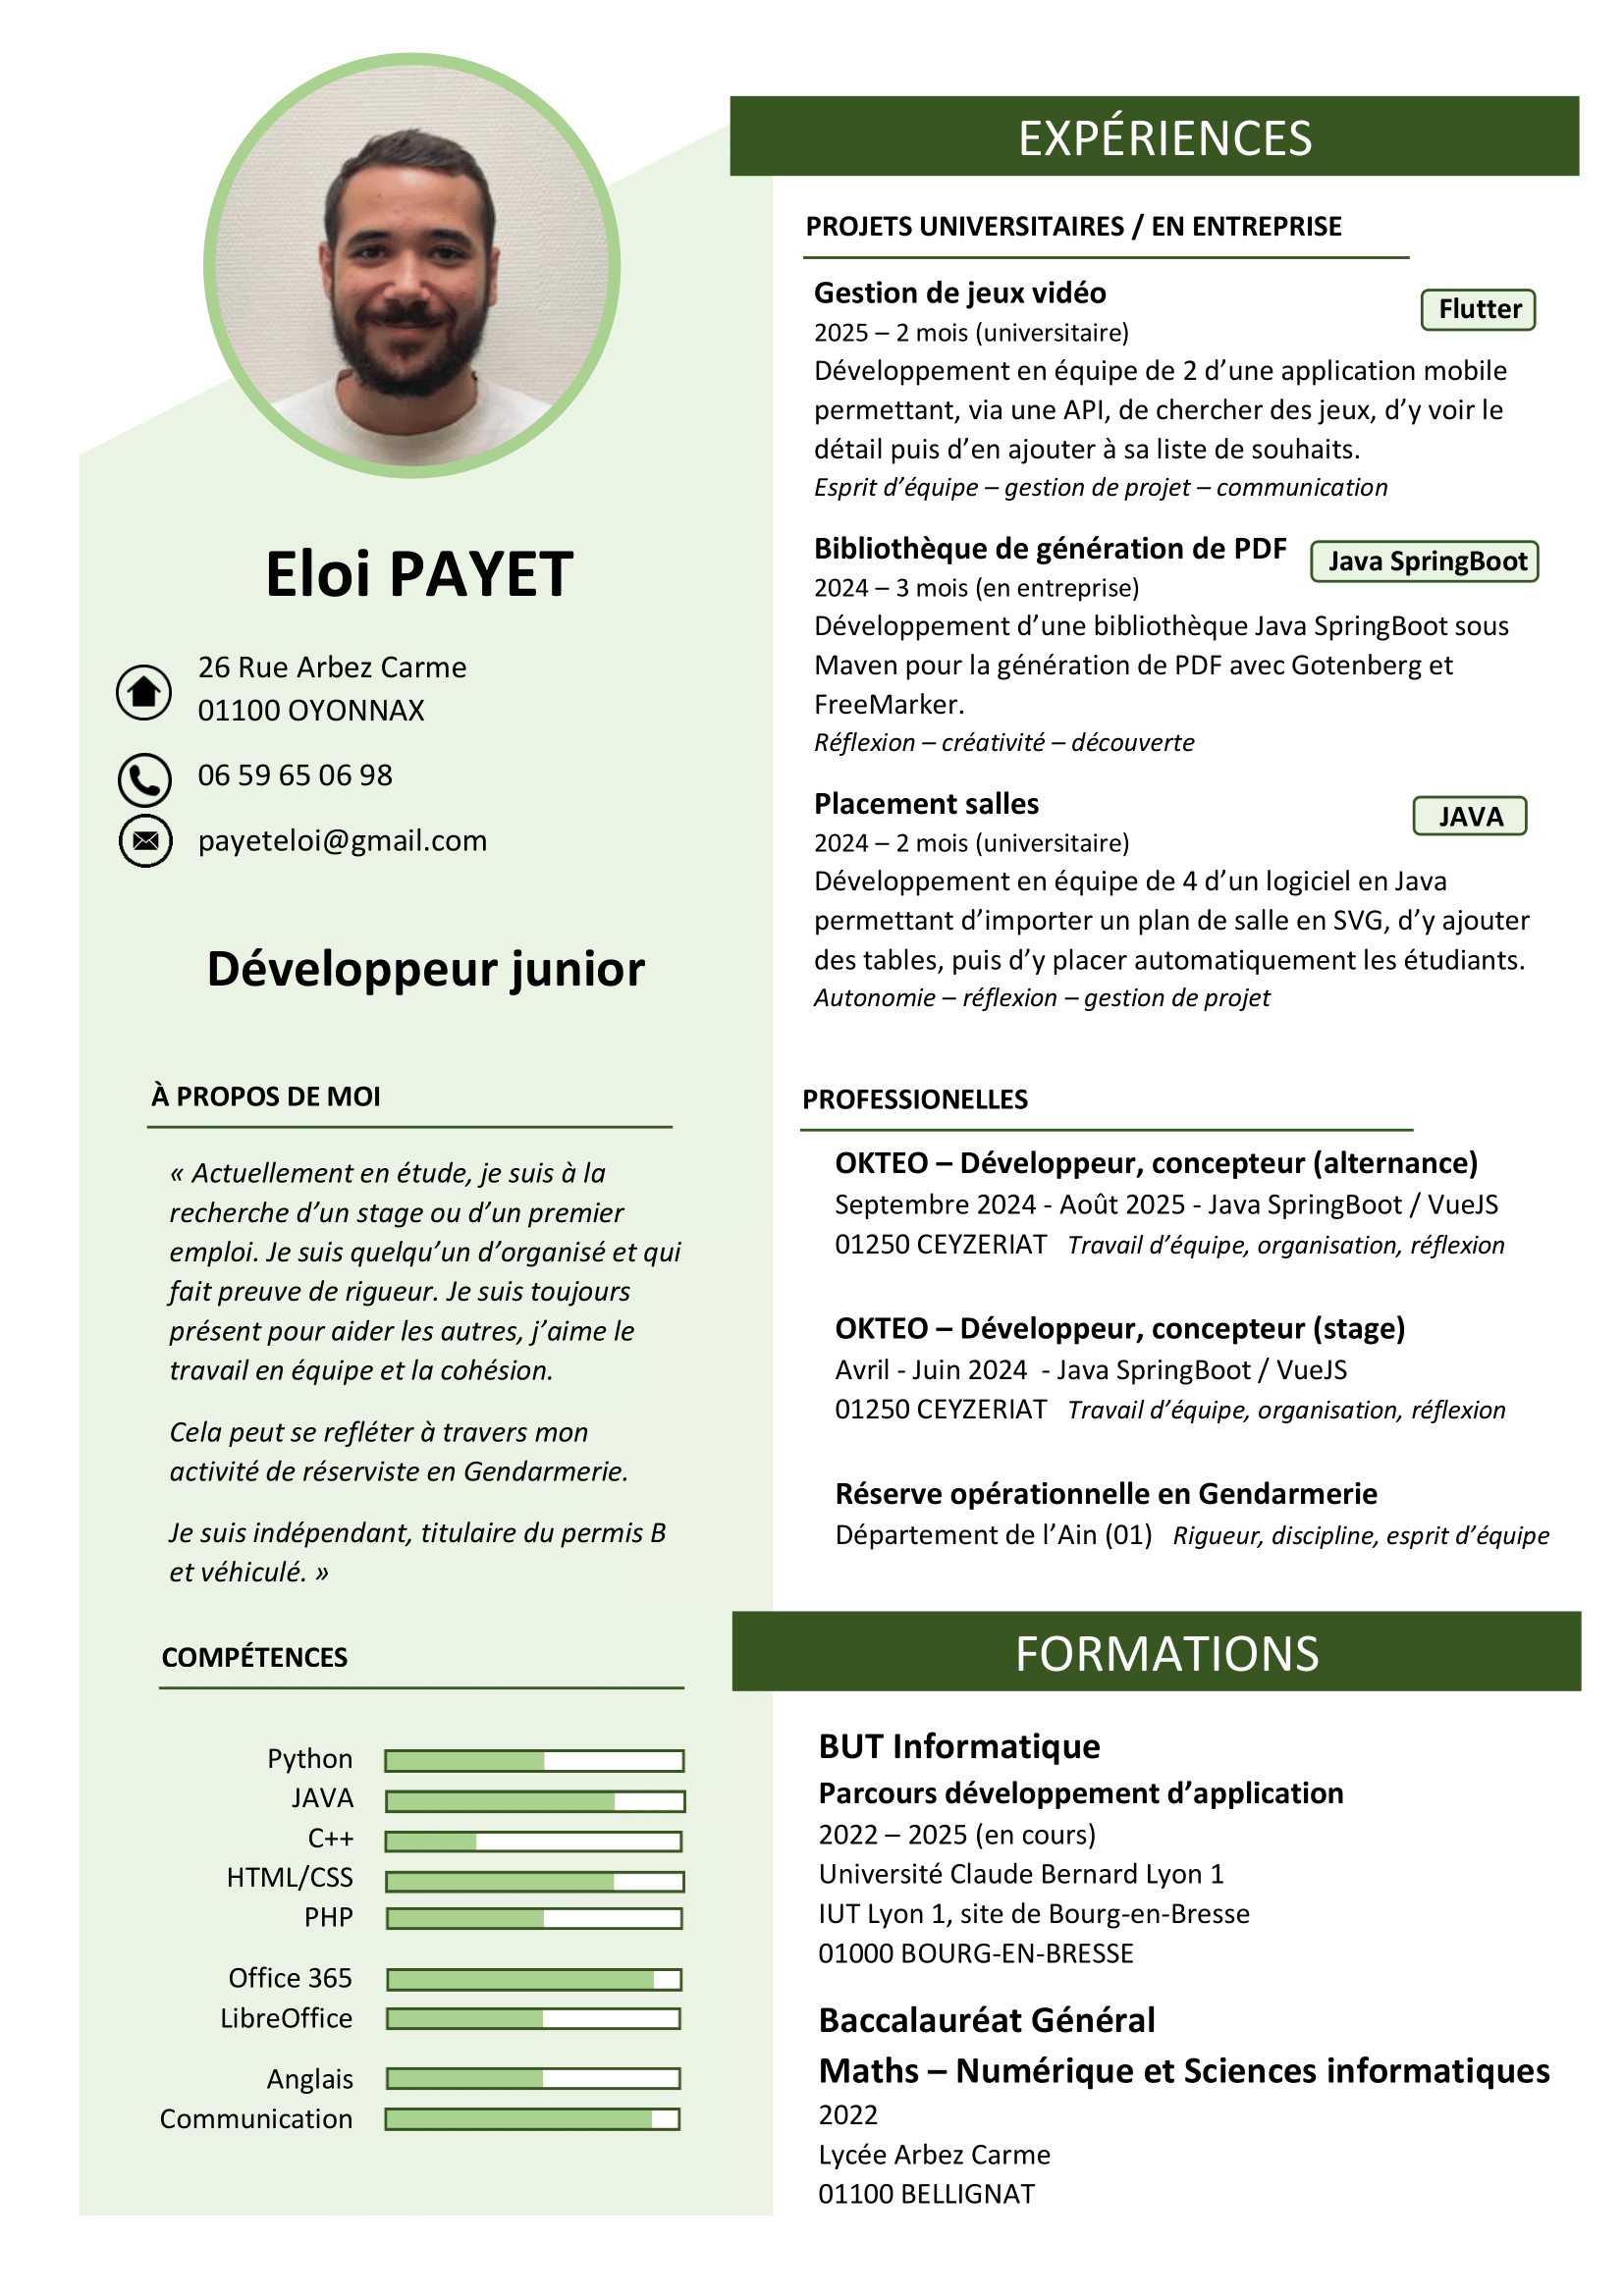 Eloi PAYET
26 Rue Arbez Carme
01100 OYONNAX
06 59 65 06 98
payeteloi@gmail.com
Développeur junior
À PROPOS DE MOI
« Actuellement en étude, je suis à la
recherche d’un stage ou d’un premier
emploi. Je suis quelqu’un d’organisé et qui
fait preuve de rigueur. Je suis toujours
présent pour aider les autres, j’aime le
travail en équipe et la cohésion.
Cela peut se refléter à travers mon
activité de réserviste en Gendarmerie.
Je suis indépendant, titulaire du permis B
et véhiculé. »
COMPÉTENCES
Python
JAVA
C++
HTML/CSS
PHP
Office 365
LibreOffice
Anglais
Communication
EXPÉRIENCES
PROJETS UNIVERSITAIRES / EN ENTREPRISE
Gestion de jeux vidéo
Flutter
2025 – 2 mois (universitaire)
Développement en équipe de 2 d’une application mobile
permettant, via une API, de chercher des jeux, d’y voir le
détail puis d’en ajouter à sa liste de souhaits.
Esprit d’équipe – gestion de projet – communication
Bibliothèque de génération de PDF
Java SpringBoot
2024 – 3 mois (en entreprise)
Développement d’une bibliothèque Java SpringBoot sous
Maven pour la génération de PDF avec Gotenberg et
FreeMarker.
Réflexion – créativité – découverte
Placement salles
JAVA
2024 – 2 mois (universitaire)
Développement en équipe de 4 d’un logiciel en Java
permettant d’importer un plan de salle en SVG, d’y ajouter
des tables, puis d’y placer automatiquement les étudiants.
Autonomie – réflexion – gestion de projet
PROFESSIONELLES
OKTEO – Développeur, concepteur (alternance)
Septembre 2024 - Août 2025 - Java SpringBoot / VueJS
01250 CEYZERIAT Travail d’équipe, organisation, réflexion
OKTEO – Développeur, concepteur (stage)
Avril - Juin 2024 - Java SpringBoot / VueJS
01250 CEYZERIAT Travail d’équipe, organisation, réflexion
Réserve opérationnelle en Gendarmerie
Département de l’Ain (01) Rigueur, discipline, esprit d’équipe
FORMATIONS
BUT Informatique
Parcours développement d’application
2022 – 2025 (en cours)
Université Claude Bernard Lyon 1
IUT Lyon 1, site de Bourg-en-Bresse
01000 BOURG-EN-BRESSE
Baccalauréat Général
Maths – Numérique et Sciences informatiques
2022
Lycée Arbez Carme
01100 BELLIGNAT